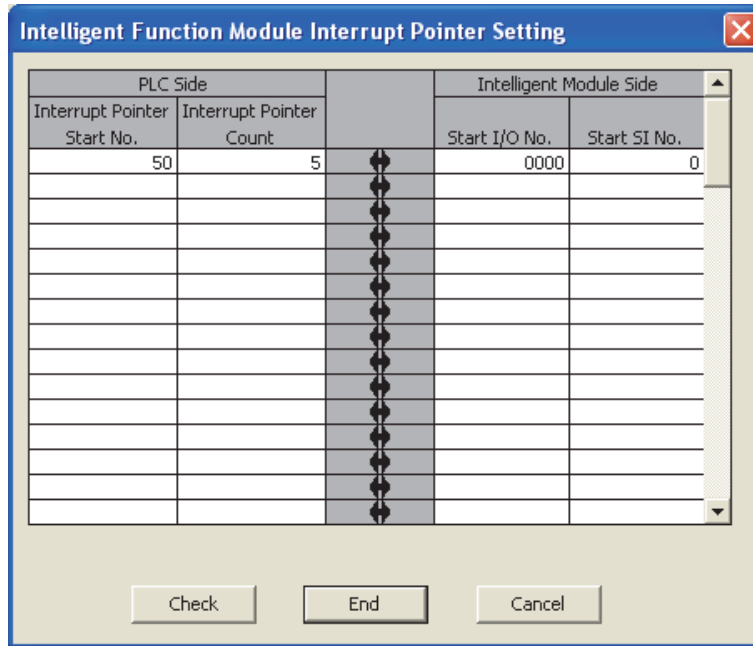 Intelligent Function Module Interrupt Pointer Setting
PLC Side Intelligent Module Side
Interrupt Pointer Interrupt Pointer
Start No. Count Start I/O No. Start SI No.
50 5 0000 0
Check End Cancel